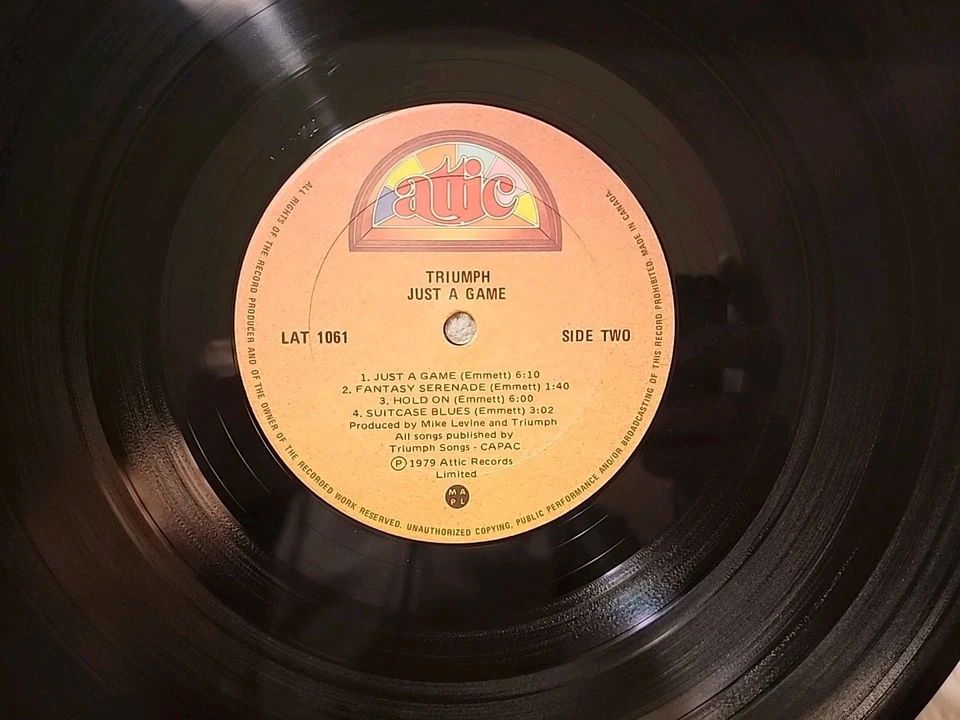 attic
TRIUMPH
JUST A GAME
LAT 1061
SIDE TWO
1. JUST A GAME (Emmett) 6:10
2. FANTASY SERENADE (Emmett) 1:40
3. HOLD ON (Emmett) 6:00
4. SUITCASE BLUES (Emmett) 3:02
Produced by Mike Levine and Triumph
All songs published by
Triumph Songs - CAPAC
Ⓟ 1979 Attic Records
Limited
MA
PL
ALL RIGHTS OF THE RECORD PRODUCER AND OF THE OWNER OF THE RECORDED WORK RESERVED. UNAUTHORIZED COPYING, PUBLIC PERFORMANCE AND/OR BROADCASTING OF THIS RECORD PROHIBITED. MADE IN CANADA.